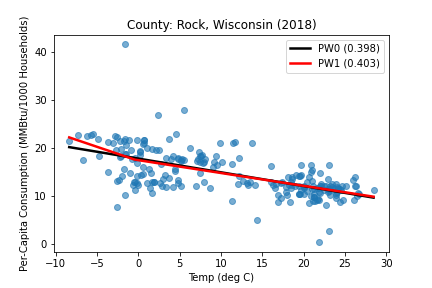 County: Rock, Wisconsin (2018)
PW0 (0.398)
PW1 (0.403)
Per-Capita Consumption (MMBtu/1000 Households)
40
30
20
10
0
−10 −5 0 5 10 15 20 25 30
Temp (deg C)